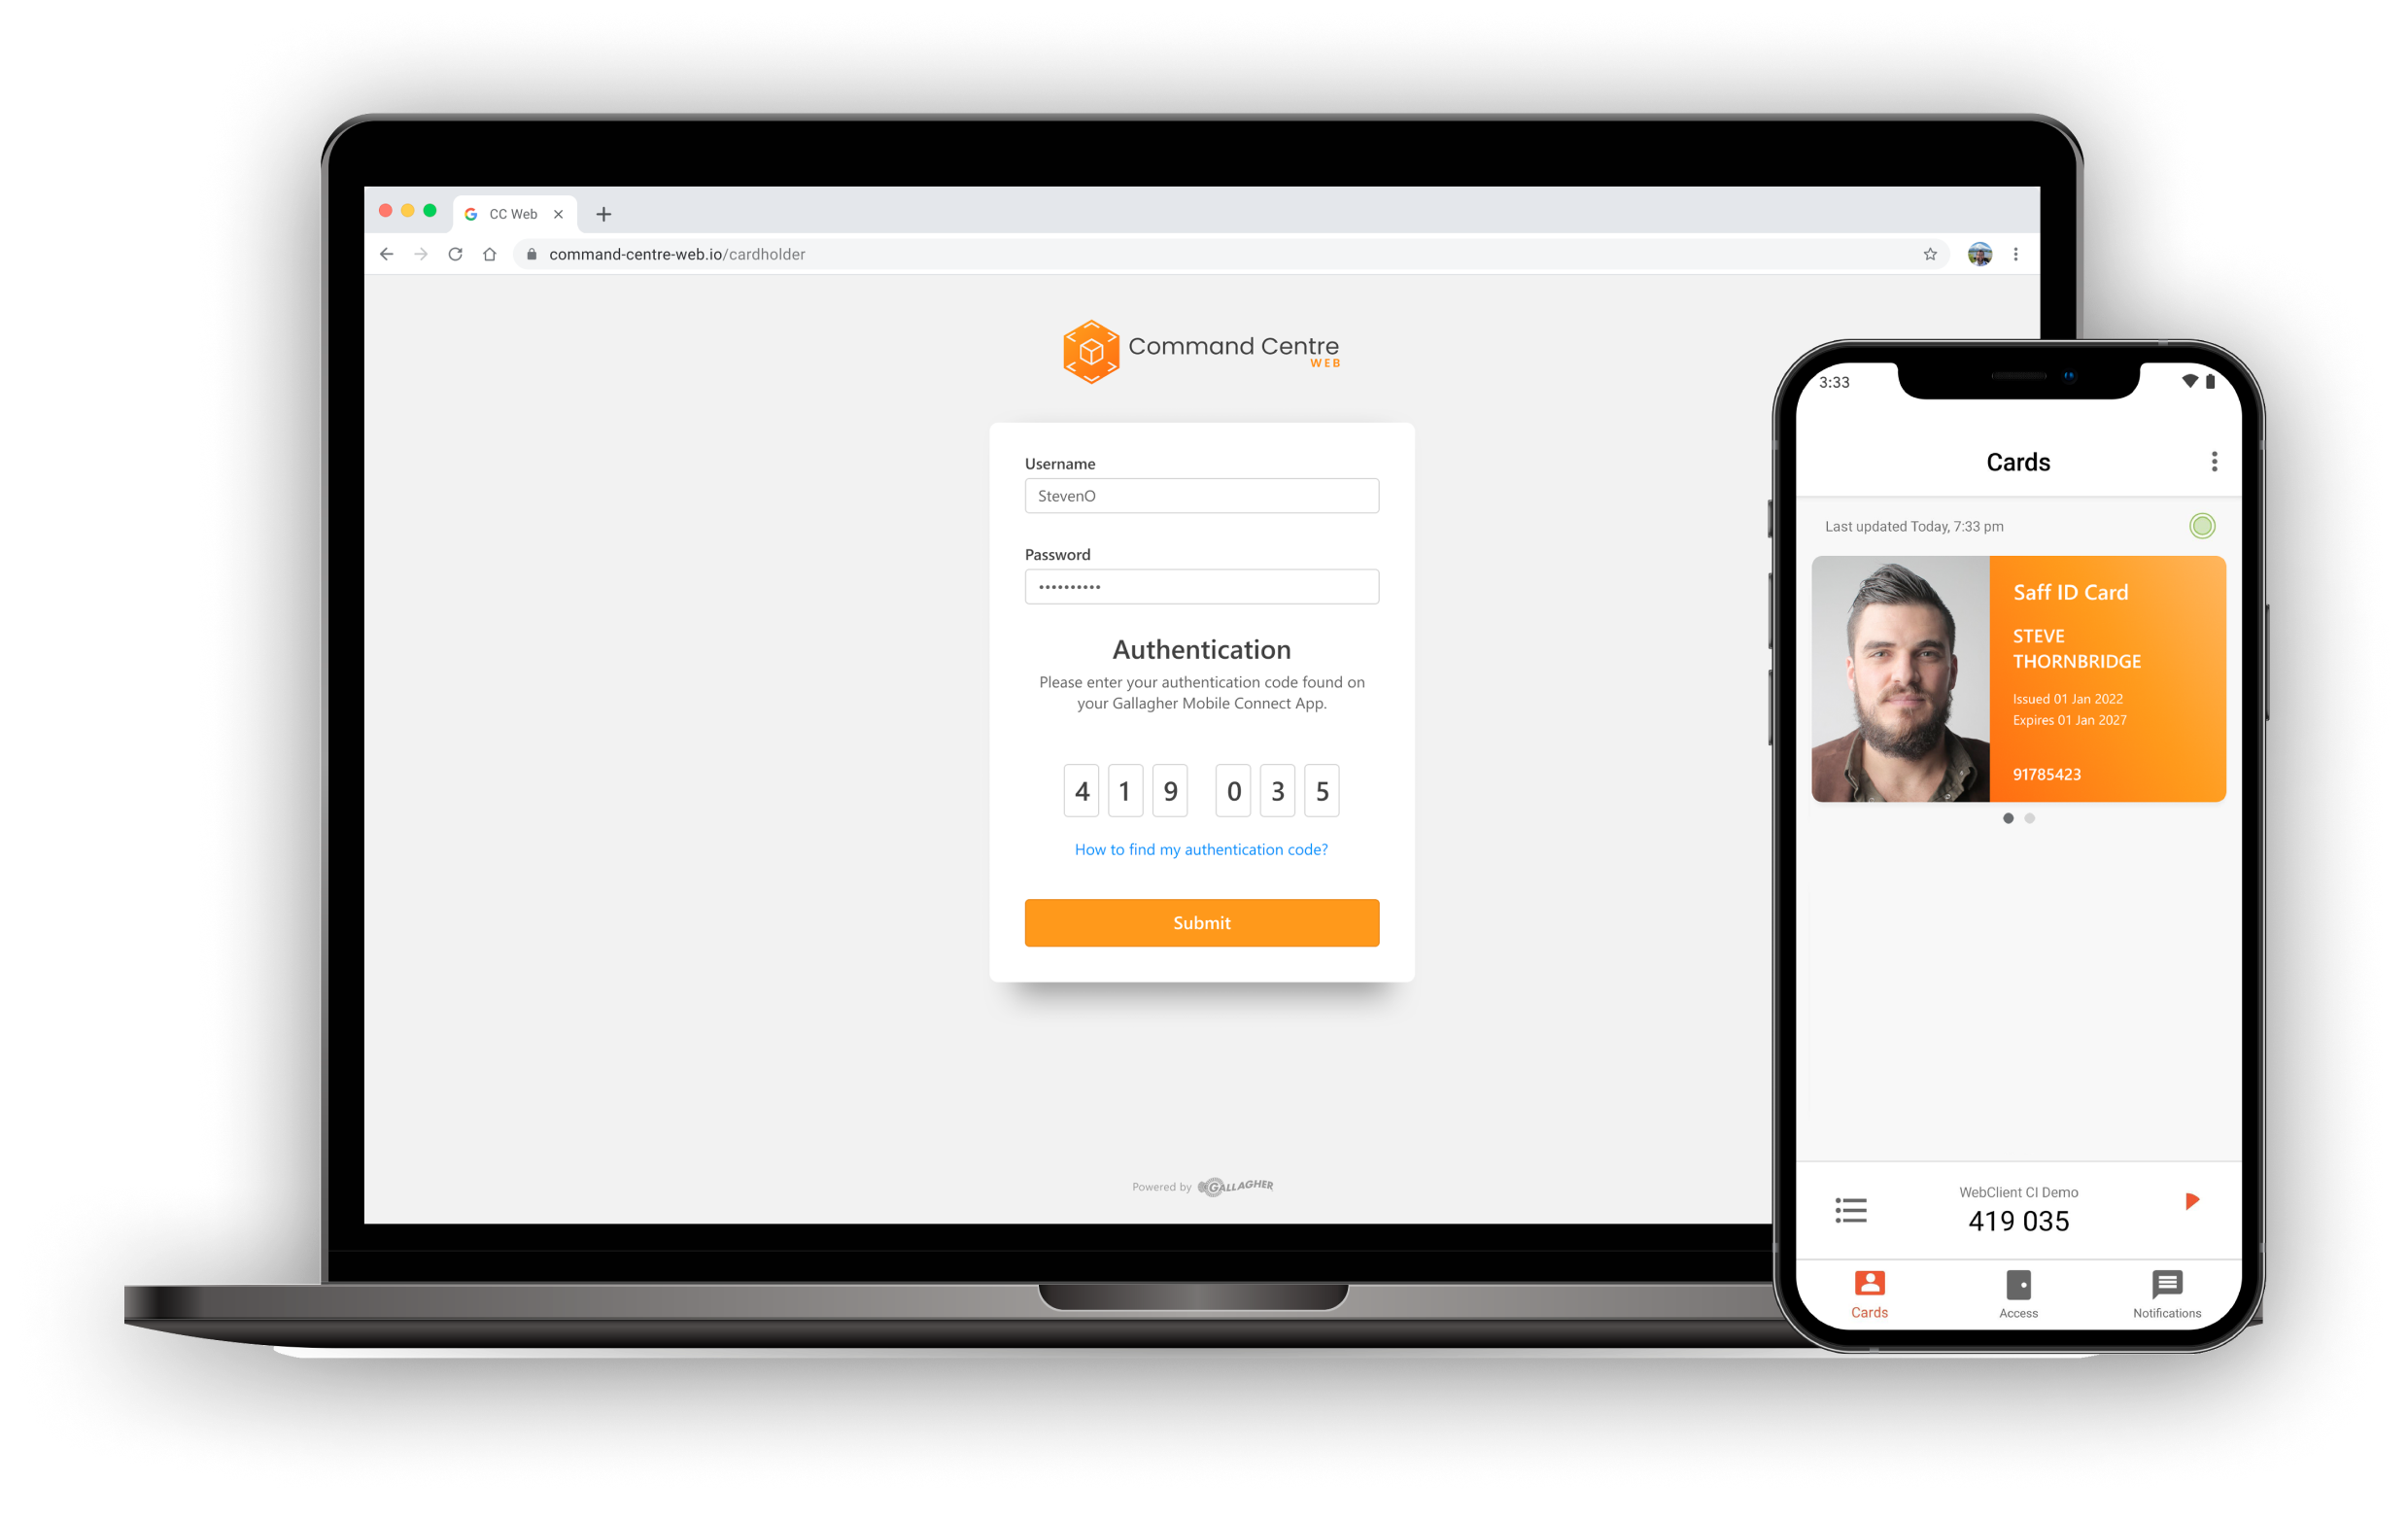 CC Web
command-centre-web.io/cardholder
Command Centre
WEB
Username
StevenO
Password
••••••••••
Authentication
Please enter your authentication code found on
your Gallagher Mobile Connect App.
4 1 9 0 3 5
How to find my authentication code?
Submit
Powered by GALLAGHER
3:33
Cards
Last updated Today, 7:33 pm
Saff ID Card
STEVE
THORNBRIDGE
Issued 01 Jan 2022
Expires 01 Jan 2027
91785423
WebClient CI Demo
419 035
Cards Access Notifications